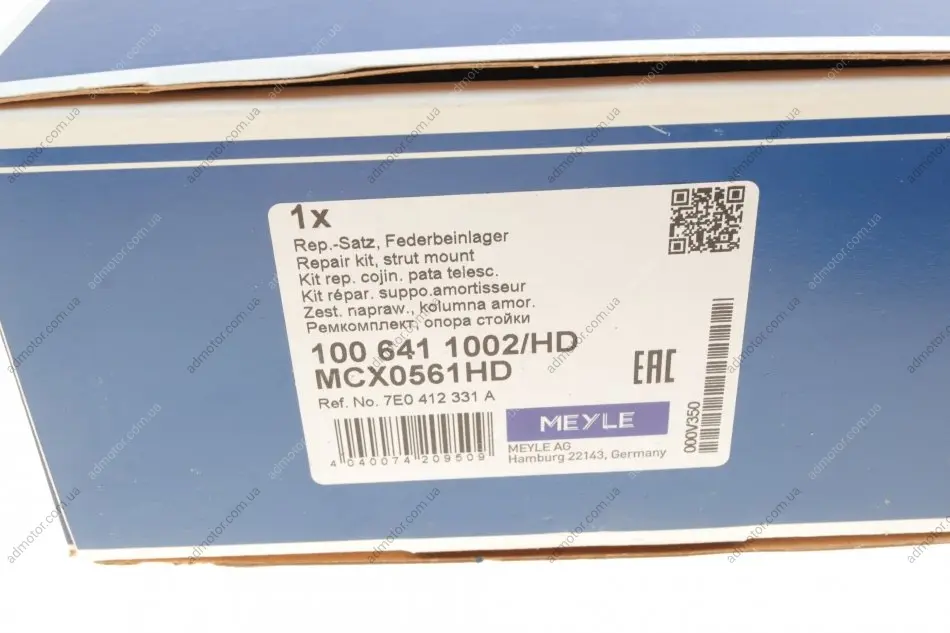 1x
Rep.-Satz, Federbeinlager
Repair kit, strut mount
Kit rep. cojin. pata telesc.
Kit répar. suppo.amortisseur
Zest. napraw., kolumna amor.
Ремкомплект, опора стойки
100 641 1002/HD
MCX0561HD
Ref. No. 7E0 412 331 A
EAC
MEYLE
MEYLE AG
Hamburg 22143, Germany
4 040074 209509
000V350
admotor.com.ua